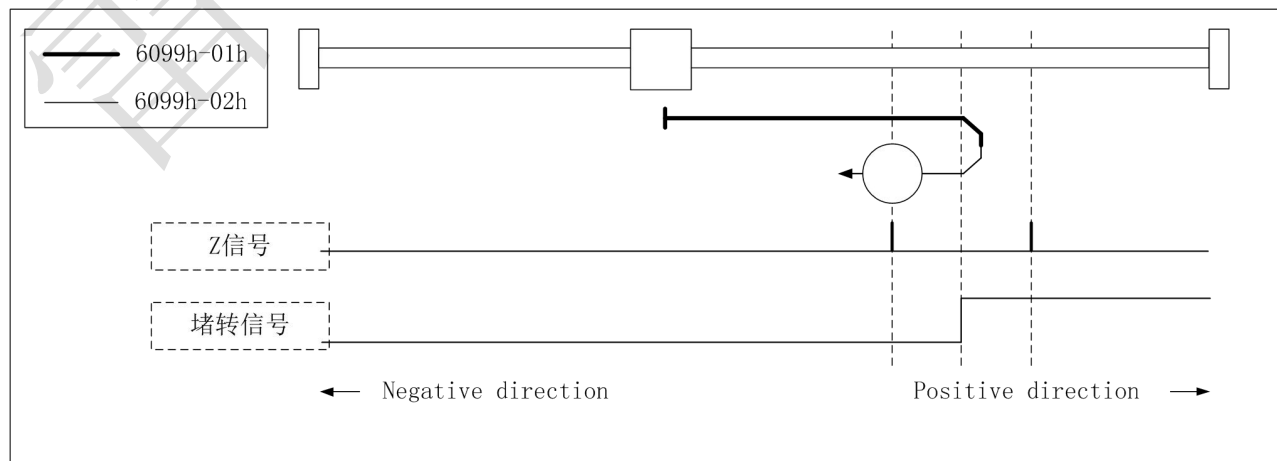 6099h-01h
6099h-02h
Z信号
堵转信号
Negative direction
Positive direction